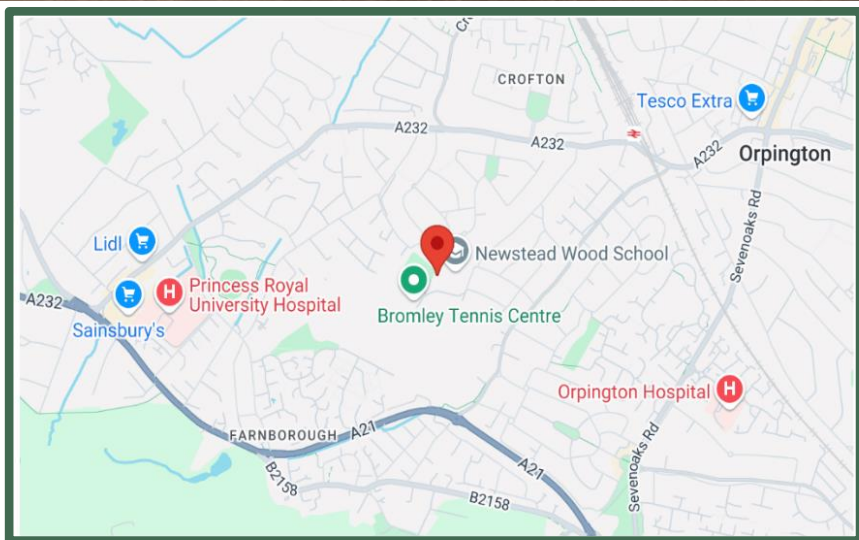 Cro
CROFTON
Tesco Extra
A232
A232
A232
Orpington
Sevenoaks Rd
Lidl
Newstead Wood School
Princess Royal
University Hospital
A232
Sainsbury's
Bromley Tennis Centre
Orpington Hospital
FARNBOROUGH
A21
Sevenoaks Rd
A21
B2158
B2158